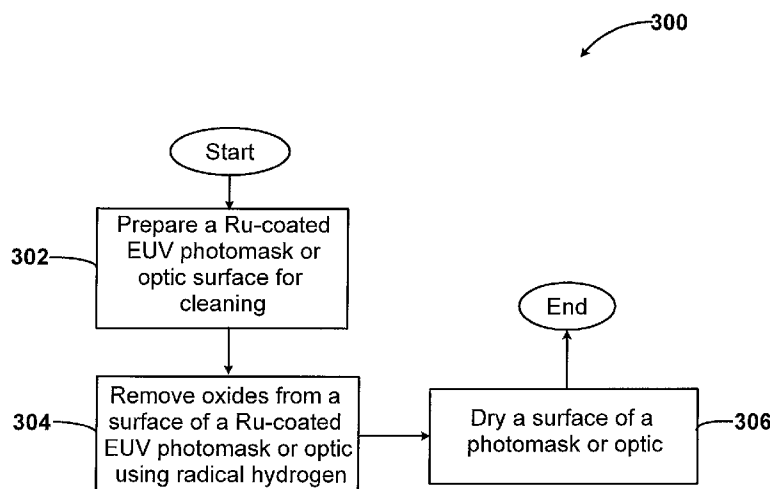 300
Start
302
Prepare a Ru-coated
EUV photomask or
optic surface for
cleaning
304
Remove oxides from a
surface of a Ru-coated
EUV photomask or optic
using radical hydrogen
End
Dry a surface of a
photomask or optic
306